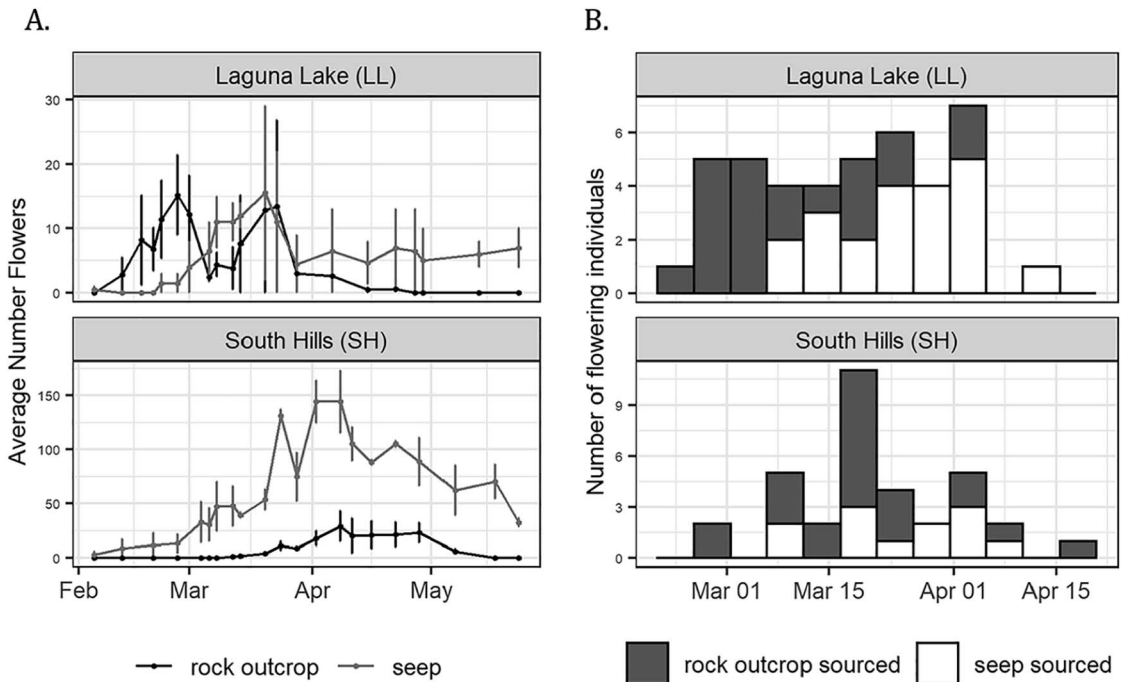 A.
B.
Laguna Lake (LL)
Laguna Lake (LL)
30
20
10
0
6
4
2
0
South Hills (SH)
South Hills (SH)
150
100
50
0
9
6
3
0
Average Number Flowers
Number of flowering individuals
Feb Mar Apr May
Mar 01 Mar 15 Apr 01 Apr 15
rock outcrop seep
rock outcrop sourced seep sourced